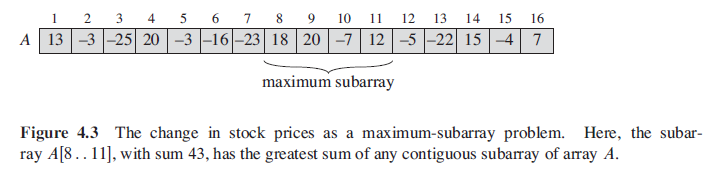 1 2 3 4 5 6 7 8 9 10 11 12 13 14 15 16
A 13 –3 –25 20 –3 –16 –23 18 20 –7 12 –5 –22 15 –4 7
maximum subarray
Figure 4.3 The change in stock prices as a maximum-subarray problem. Here, the subar-
ray A[8 . . 11], with sum 43, has the greatest sum of any contiguous subarray of array A.